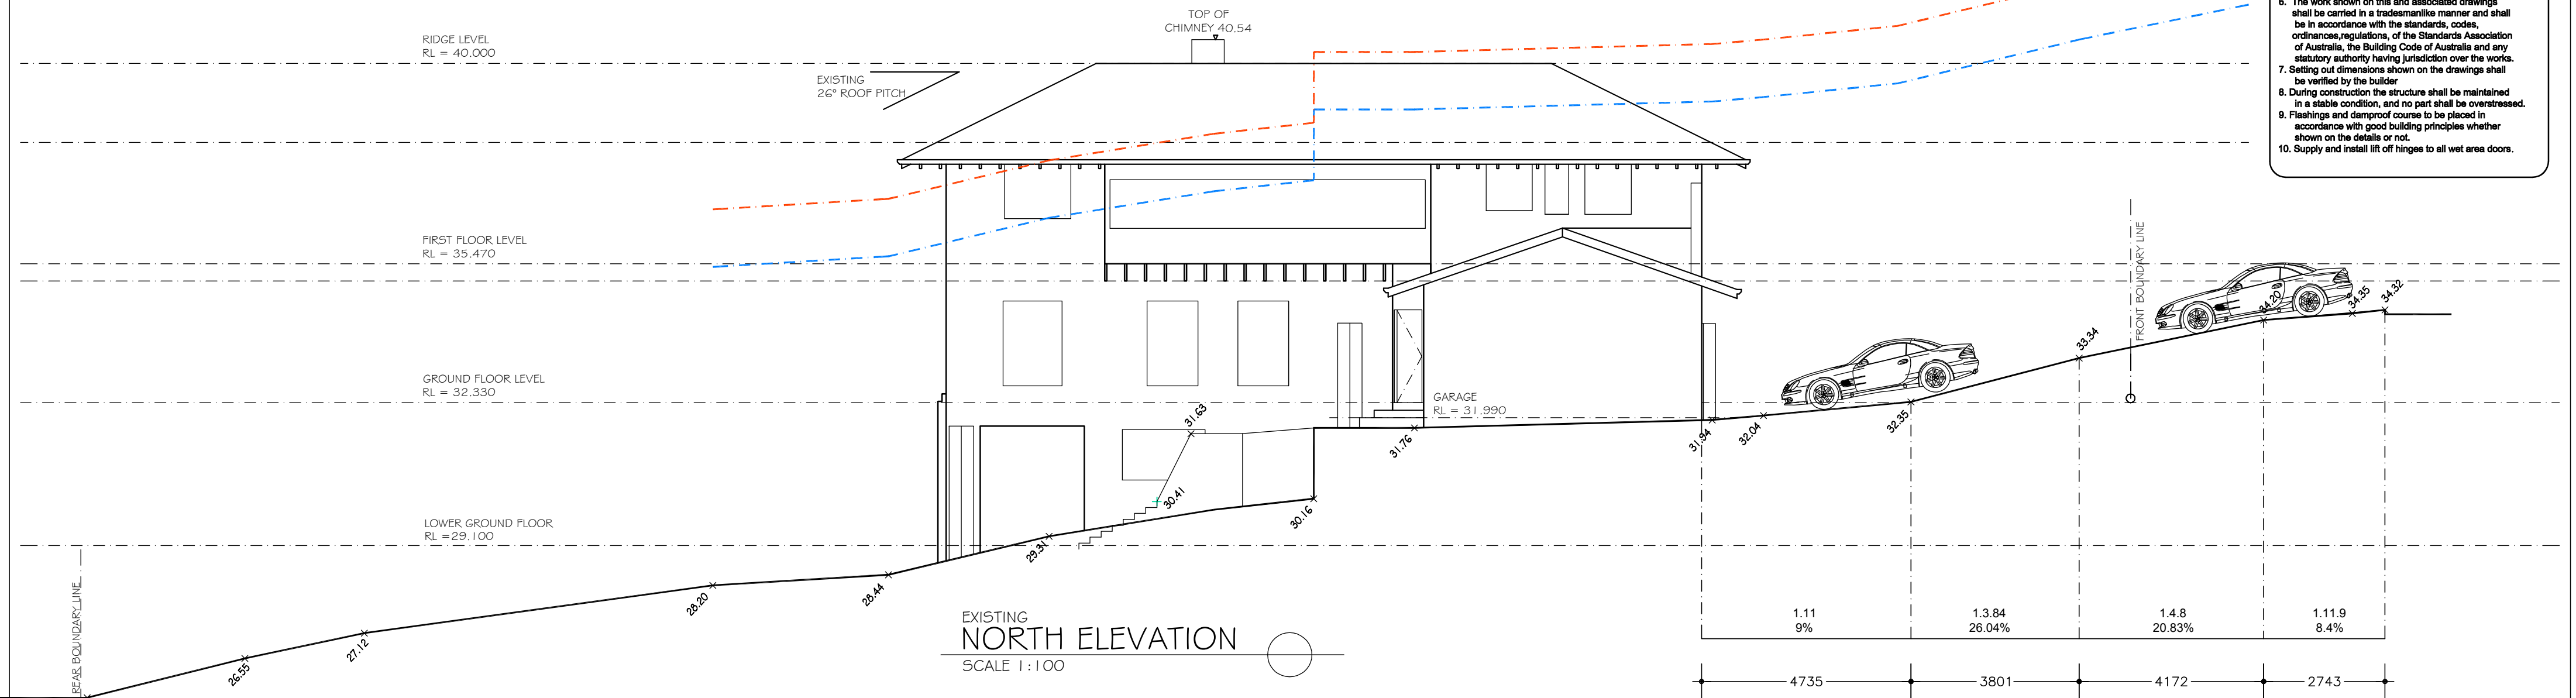 6. The work shown on this and associated drawings
shall be carried in a tradesmanlike manner and shall
be in accordance with the standards, codes,
ordinances,regulations, of the Standards Association
of Australia, the Building Code of Australia and any
statutory authority having jurisdiction over the works.
7. Setting out dimensions shown on the drawings shall
be verified by the builder
8. During construction the structure shall be maintained
in a stable condition, and no part shall be overstressed.
9. Flashings and dampproof course to be placed in
accordance with good building principles whether
shown on the details or not.
10. Supply and install lift off hinges to all wet area doors.
TOP OF
CHIMNEY 40.54
RIDGE LEVEL
RL = 40.000
EXISTING
26° ROOF PITCH
FIRST FLOOR LEVEL
RL = 35.470
GROUND FLOOR LEVEL
RL = 32.330
GARAGE
RL = 31.990
LOWER GROUND FLOOR
RL =29.100
REAR BOUNDARY LINE
FRONT BOUNDARY LINE
26.55
27.12
28.20
28.44
29.31
30.41
31.63
30.16
31.76
31.94
32.04
32.35
33.34
34.20
34.35
34.32
EXISTING
NORTH ELEVATION
SCALE 1:100
1.11
9%
1.3.84
26.04%
1.4.8
20.83%
1.11.9
8.4%
4735
3801
4172
2743